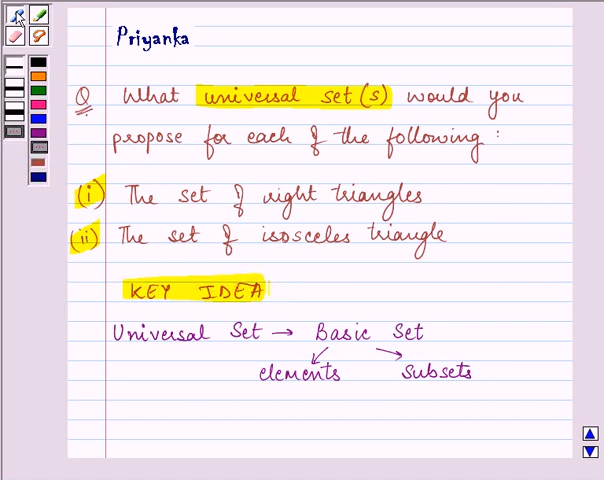 Priyanka
Q What universal set(s) would you
propose for each of the following :
(i) The set of right triangles
(ii) The set of isosceles triangle
KEY IDEA
Universal Set → Basic Set
elements subsets